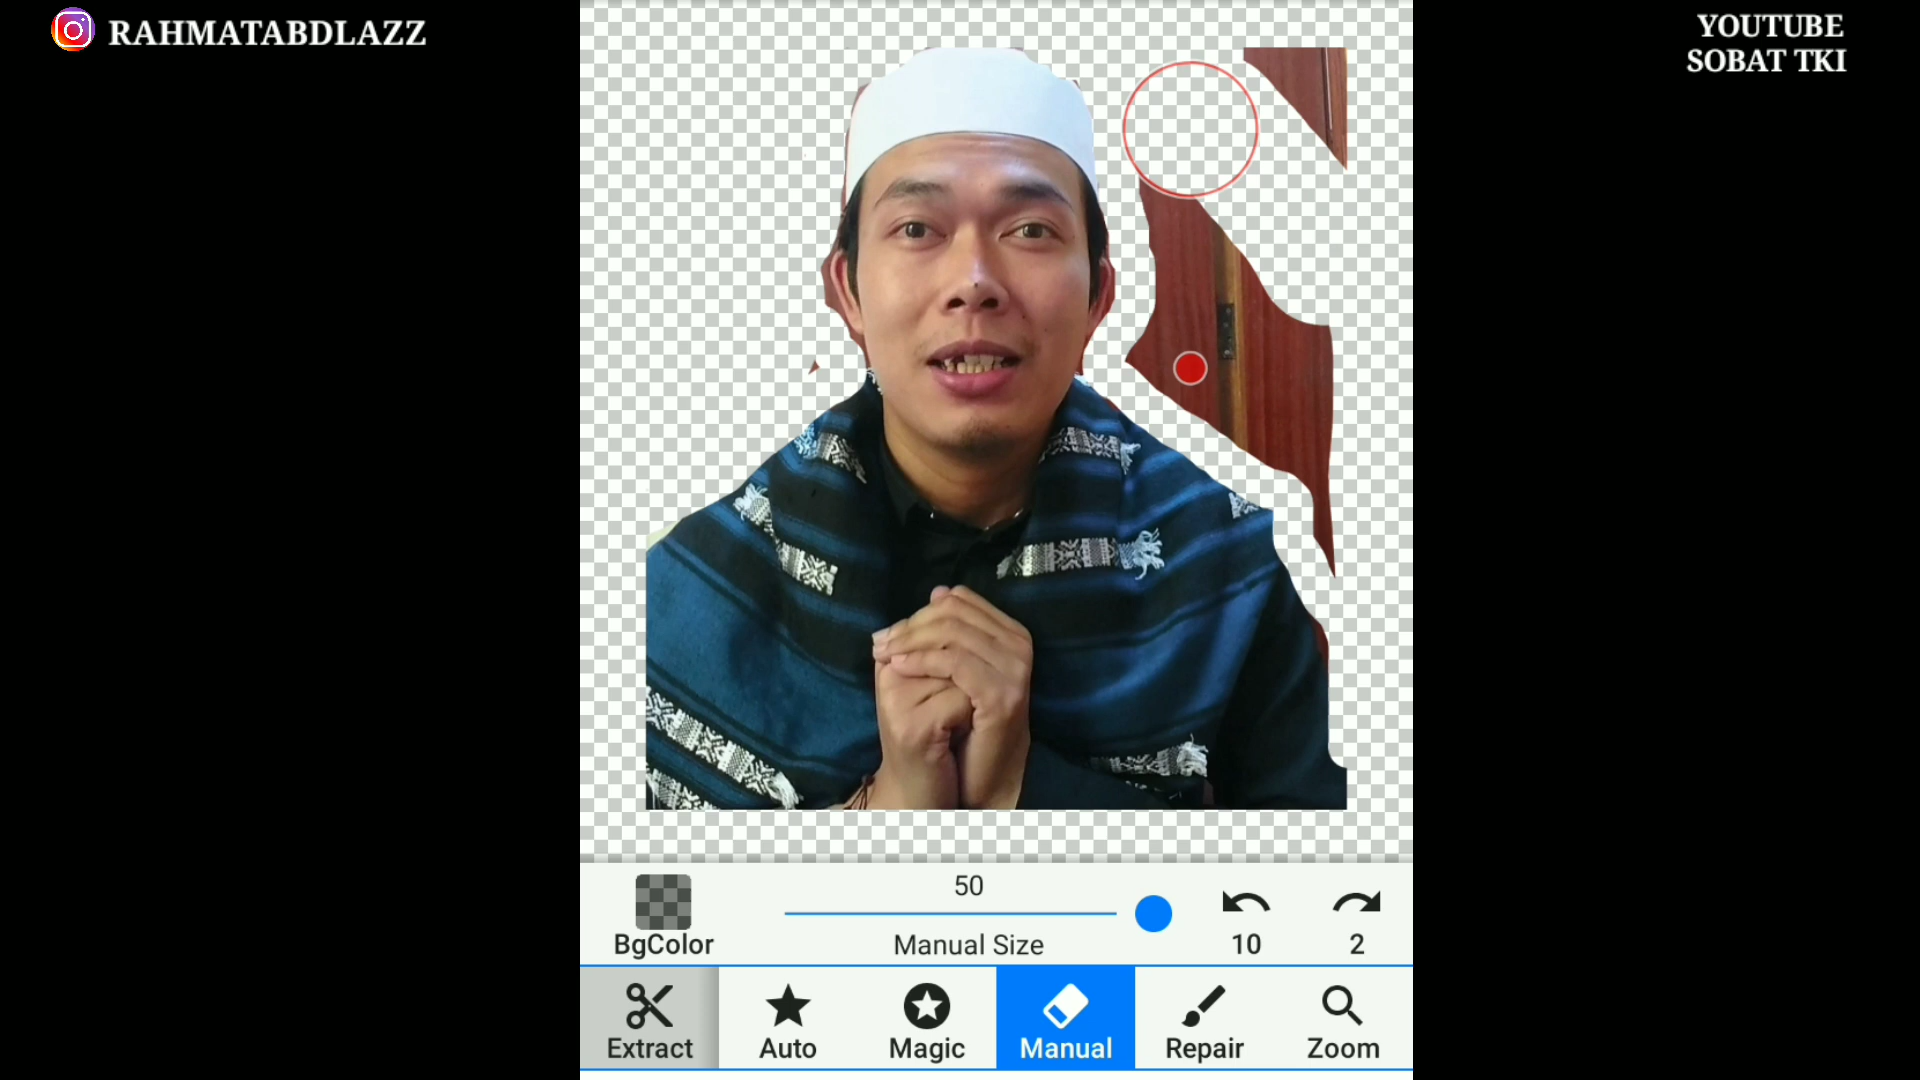 RAHMATABDLAZZ
YOUTUBE
SOBAT TKI
50
BgColor
Manual Size
10
2
Extract
Auto
Magic
Manual
Repair
Zoom